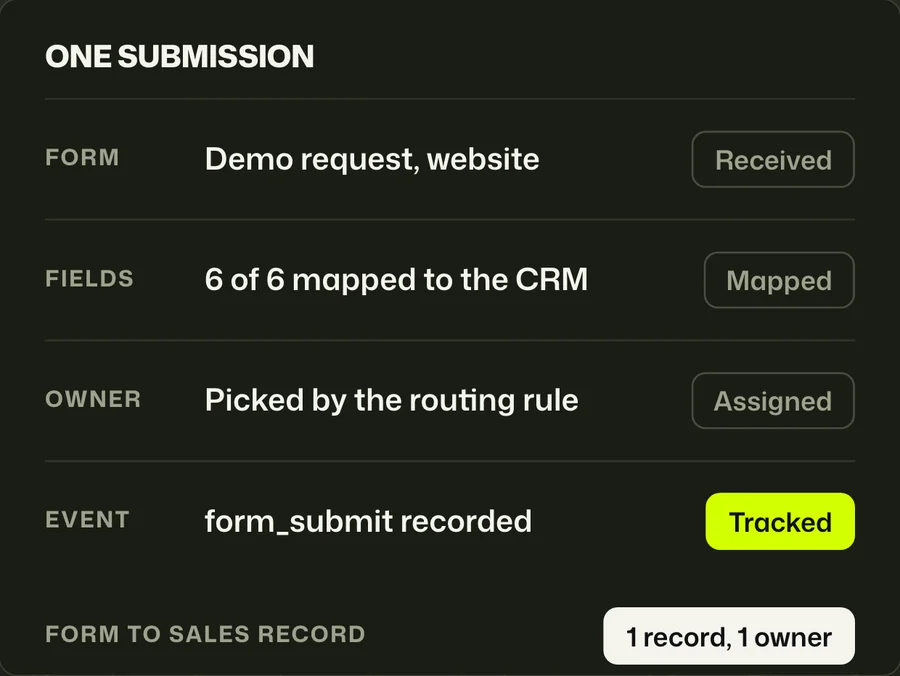 ONE SUBMISSION
FORM Demo request, website Received
FIELDS 6 of 6 mapped to the CRM Mapped
OWNER Picked by the routing rule Assigned
EVENT form_submit recorded Tracked
FORM TO SALES RECORD 1 record, 1 owner